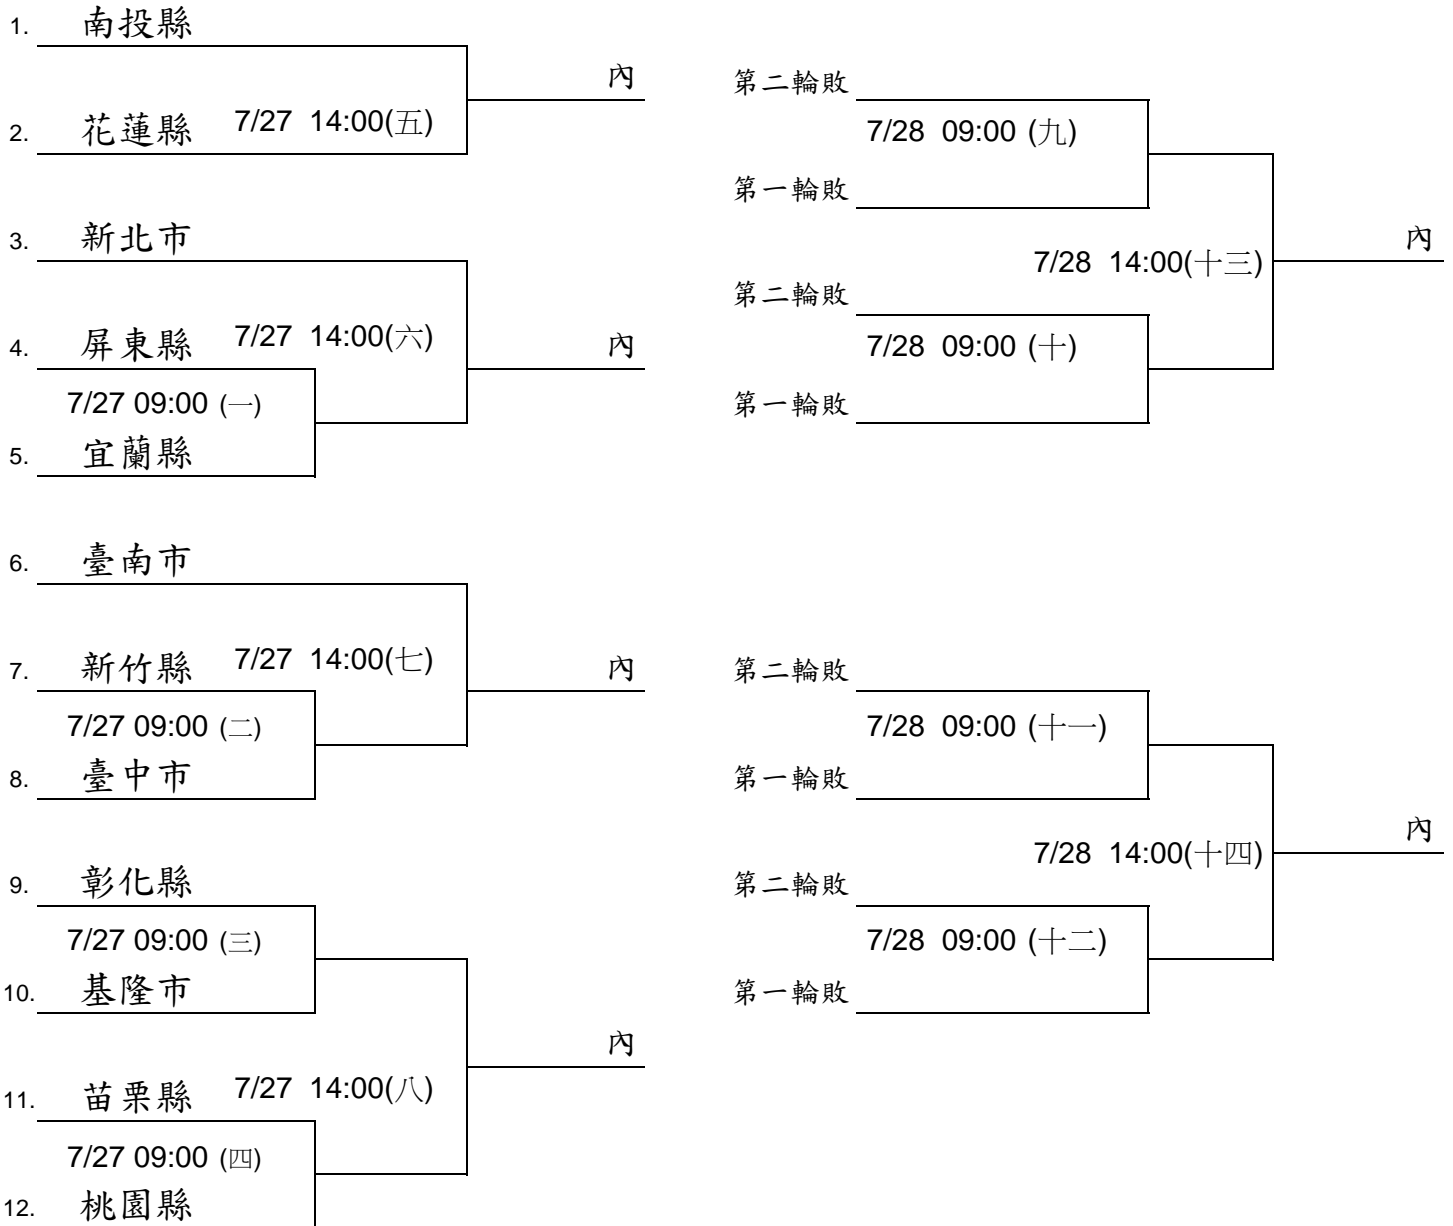 1. 南投縣
內
2. 花蓮縣 7/27 14:00(五)
3. 新北市
4. 屏東縣 7/27 14:00(六)
內
7/27 09:00 (一)
5. 宜蘭縣
6. 臺南市
7. 新竹縣 7/27 14:00(七)
內
7/27 09:00 (二)
8. 臺中市
9. 彰化縣
7/27 09:00 (三)
10. 基隆市
內
11. 苗栗縣 7/27 14:00(八)
7/27 09:00 (四)
12. 桃園縣
第二輪敗
7/28 09:00 (九)
第一輪敗
內
7/28 14:00(十三)
第二輪敗
7/28 09:00 (十)
第一輪敗
第二輪敗
7/28 09:00 (十一)
第一輪敗
內
7/28 14:00(十四)
第二輪敗
7/28 09:00 (十二)
第一輪敗